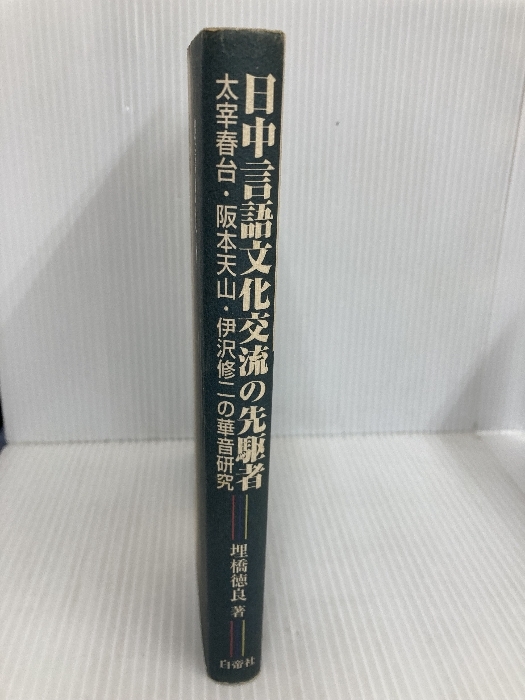 日中言語文化交流の先駆者
太宰春台・阪本天山・伊沢修二の華音研究
埋橋徳良 著
白帝社